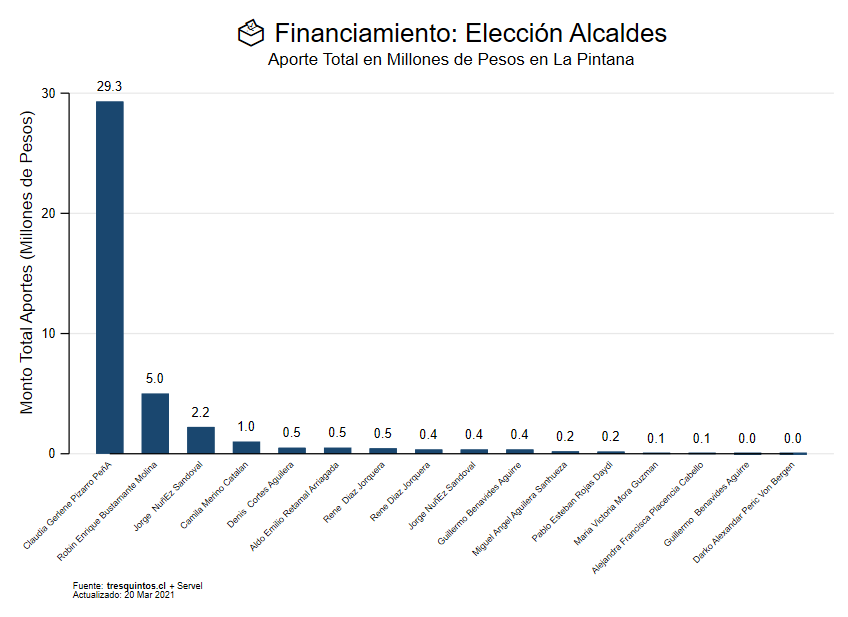 Financiamiento: Elección Alcaldes
Aporte Total en Millones de Pesos en La Pintana
Monto Total Aportes (Millones de Pesos)
30
20
10
0
29.3
5.0
2.2
1.0
0.5
0.5
0.5
0.4
0.4
0.4
0.2
0.2
0.1
0.1
0.0
0.0
Claudia Gerlene Pizarro PeñA
Robin Enrique Bustamante Molina
Jorge  NuñEz Sandoval
Camila Merino Catalan
Denis  Cortes Aguilera
Aldo Emilio Retamal Arriagada
Rene  Diaz Jorquera
Rene Diaz Jorquera
Jorge NuñEz Sandoval
Guillermo Benavides Aguirre
Miguel Angel Aguilera Sanhueza
Pablo Esteban Rojas Daydí
Maria Victoria Mora Guzman
Alejandra Francisca Placencia Cabello
Guillermo  Benavides Aguirre
Darko Alexandar Peric Von Bergen
Fuente: tresquintos.cl + Servel
Actualizado: 20 Mar 2021